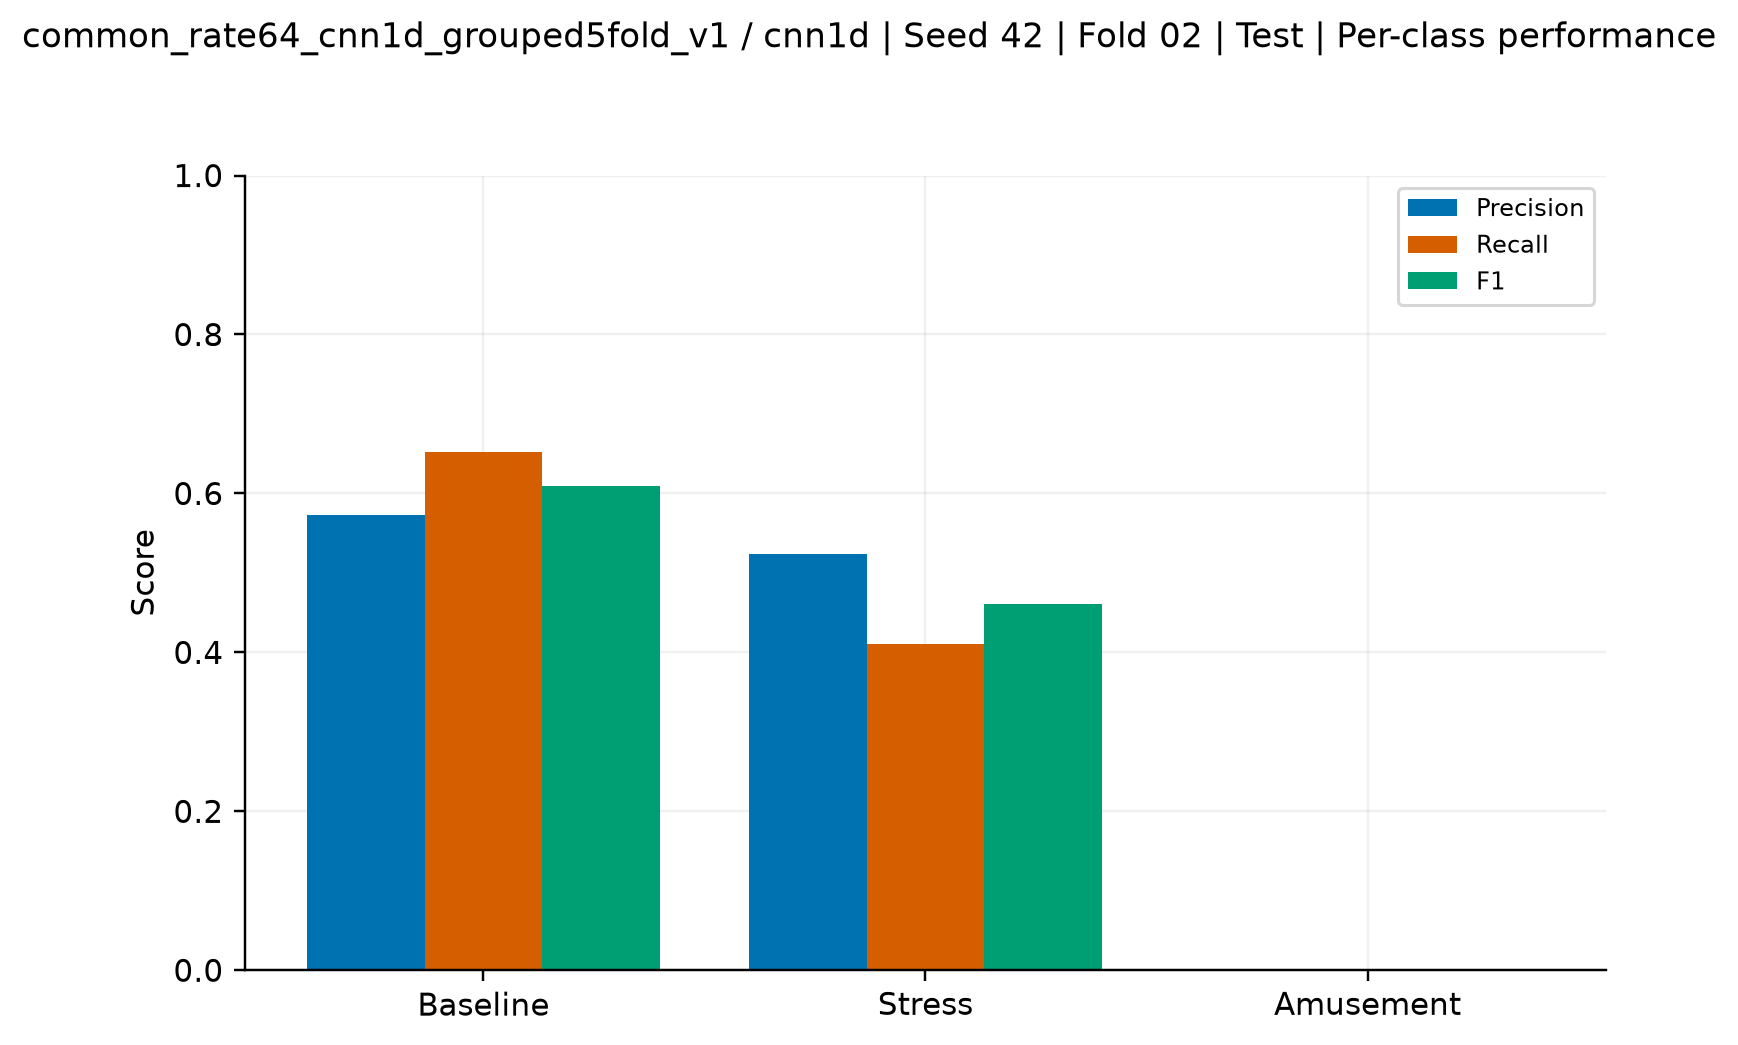 common_rate64_cnn1d_grouped5fold_v1 / cnn1d | Seed 42 | Fold 02 | Test | Per-class performance
1.0
0.8
0.6
0.4
0.2
0.0
Score
Precision
Recall
F1
Baseline
Stress
Amusement